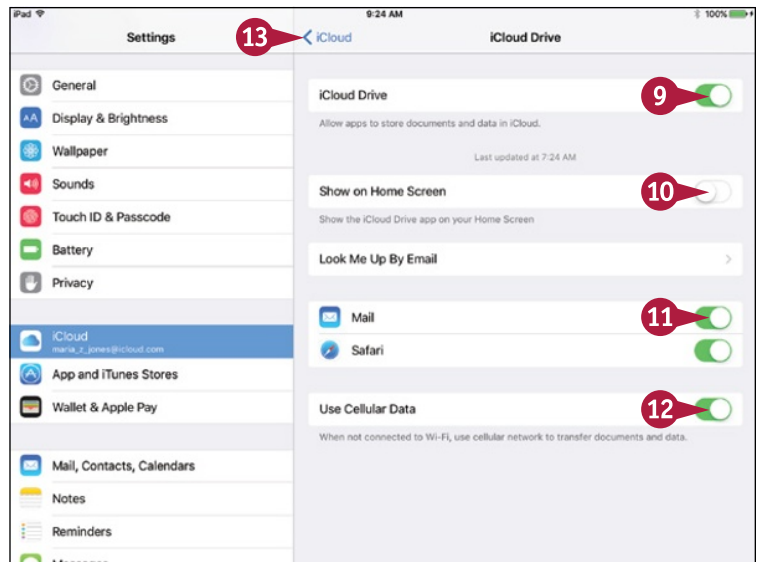 iPad 9:24 AM 100%
Settings 13 iCloud iCloud Drive
General
Display & Brightness
Wallpaper
Sounds
Touch ID & Passcode
Battery
Privacy
iCloud
maria_z_jones@icloud.com
App and iTunes Stores
Wallet & Apple Pay
Mail, Contacts, Calendars
Notes
Reminders
iCloud Drive 9
Allow apps to store documents and data in iCloud.
Last updated at 7:24 AM
Show on Home Screen 10
Show the iCloud Drive app on your Home Screen
Look Me Up By Email
Mail 11
Safari
Use Cellular Data 12
When not connected to Wi-Fi, use cellular network to transfer documents and data.